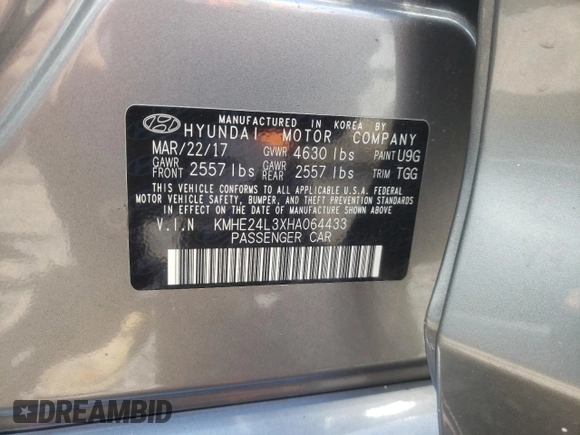 MANUFACTURED IN KOREA BY
HYUNDAI MOTOR COMPANY
MAR/22/17 GVWR 4630 lbs PAINT U9G
GAWR FRONT 2557 lbs GAWR REAR 2557 lbs TRIM TGG
THIS VEHICLE CONFORMS TO ALL APPLICABLE U.S.A. FEDERAL
MOTOR VEHICLE SAFETY, BUMPER, AND THEFT PREVENTION STANDARDS
IN EFFECT ON THE DATE OF MANUFACTURE SHOWN ABOVE.
V.I.N KMHE24L3XHA064433
PASSENGER CAR
DREAMBID